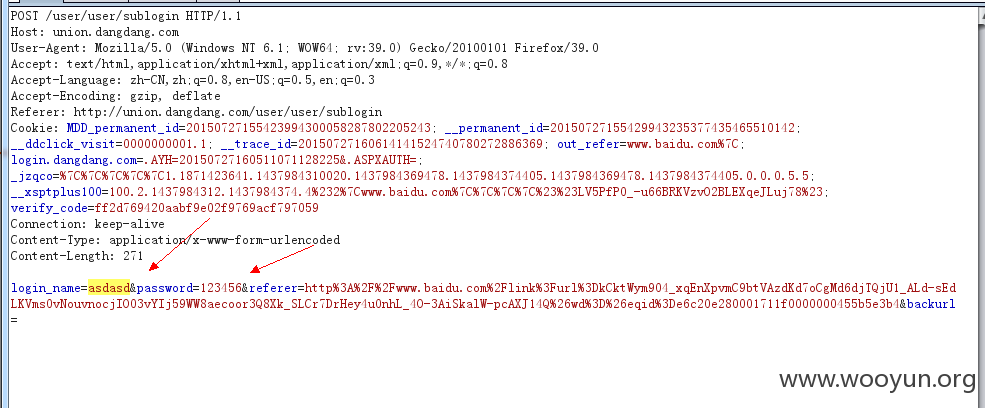 POST /user/user/sublogin HTTP/1.1
Host: union.dangdang.com
User-Agent: Mozilla/5.0 (Windows NT 6.1; WOW64; rv:39.0) Gecko/20100101 Firefox/39.0
Accept: text/html,application/xhtml+xml,application/xml;q=0.9,*/*;q=0.8
Accept-Language: zh-CN,zh;q=0.8,en-US;q=0.5,en;q=0.3
Accept-Encoding: gzip, deflate
Referer: http://union.dangdang.com/user/user/sublogin
Cookie: MDD_permanent_id=20150727155423994300058287802205243; __permanent_id=20150727155429943235377435465510142;
__ddclick_visit=0000000001.1; __trace_id=20150727160614141524740780272886369; out_refer=www.baidu.com%7C;
login.dangdang.com=.AYH=2015072716051107112822​5&.ASPXAUTH=;
_jzqco=%7C%7C%7C%7C%7C1.1871423641.1437984310020.1437984369478.1437984374405.1437984369478.1437984374405.0.0.0.5.5;
__xsptplus100=100.2.1437984312.1437984374.4%232%7Cwww.baidu.com%7C%7C%7C%7C%23%23LV5PfP0_-u66BRKVzvO2BLEXqeJLuj78%23;
verify_code=ff2d769420aabf9e02f9769acf797059
Connection: keep-alive
Content-Type: application/x-www-form-urlencoded
Content-Length: 271
login_name=asdasd&password=123456&referer=http%3A%2F%2Fwww.baidu.com%2Flink%3Furl%3DkCktWym904_xqEnXpvmC9btVAzdKd7oCgMd6djTQjU1_ALd-sEd
LKVms0vNouvnocjIO03vYIj59WW8aecoor3Q8Xk_SLCr7DrHey4u0nhL_4O-3AiSkalW-pcAXJ14Q%26wd%3D%26eqid%3De6c20e280001711f0000000455b5e3b4&backurl
=
www.wooyun.org